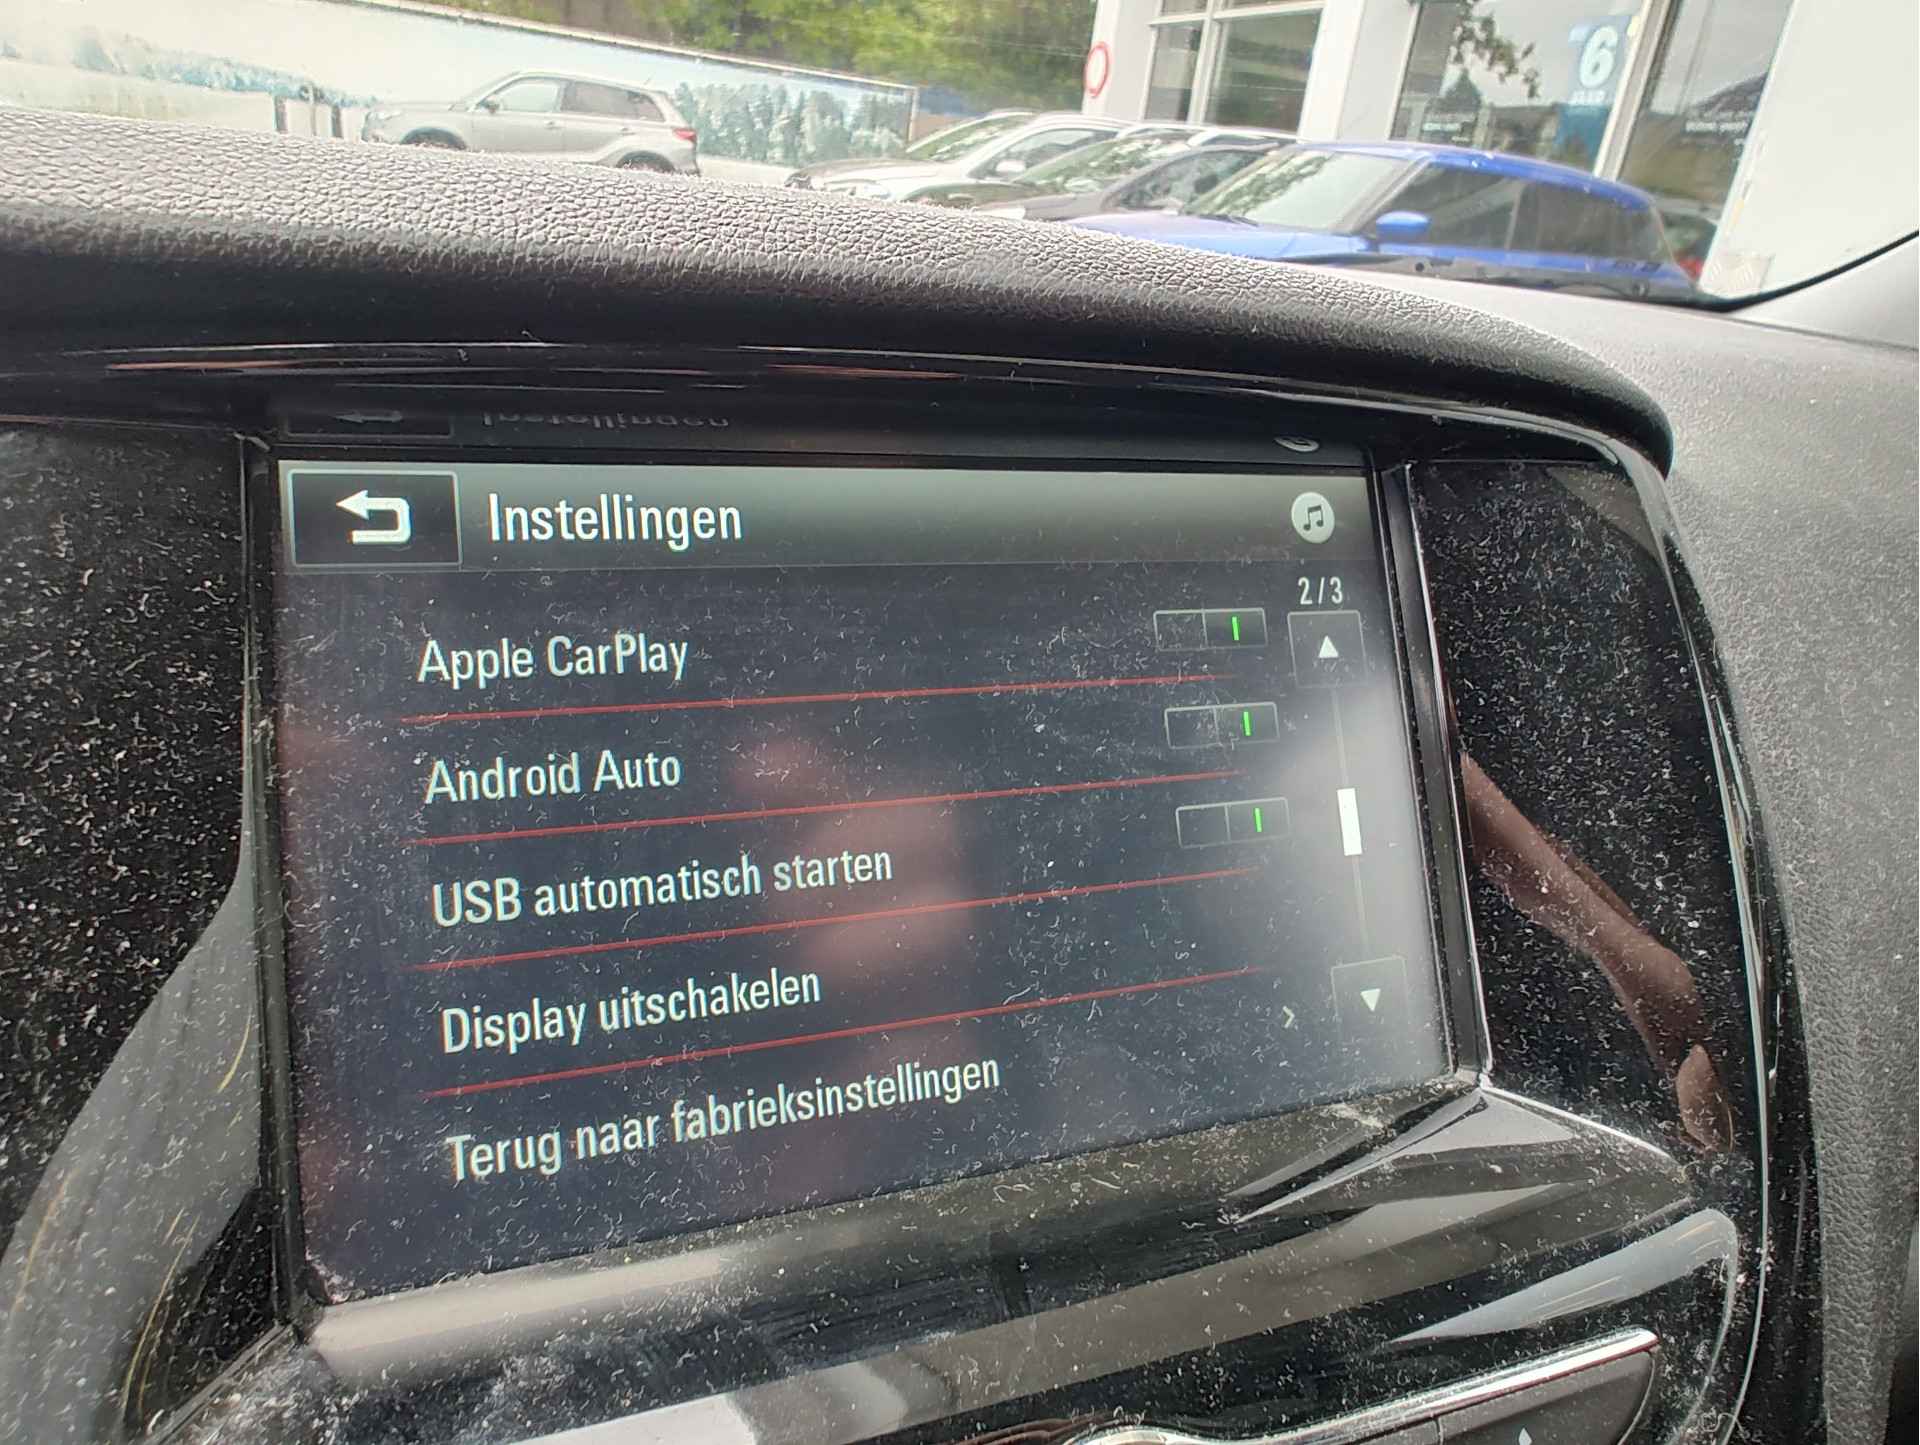 6
Instellingen
2/3
Apple CarPlay
Android Auto
USB automatisch starten
Display uitschakelen
Terug naar fabrieksinstellingen